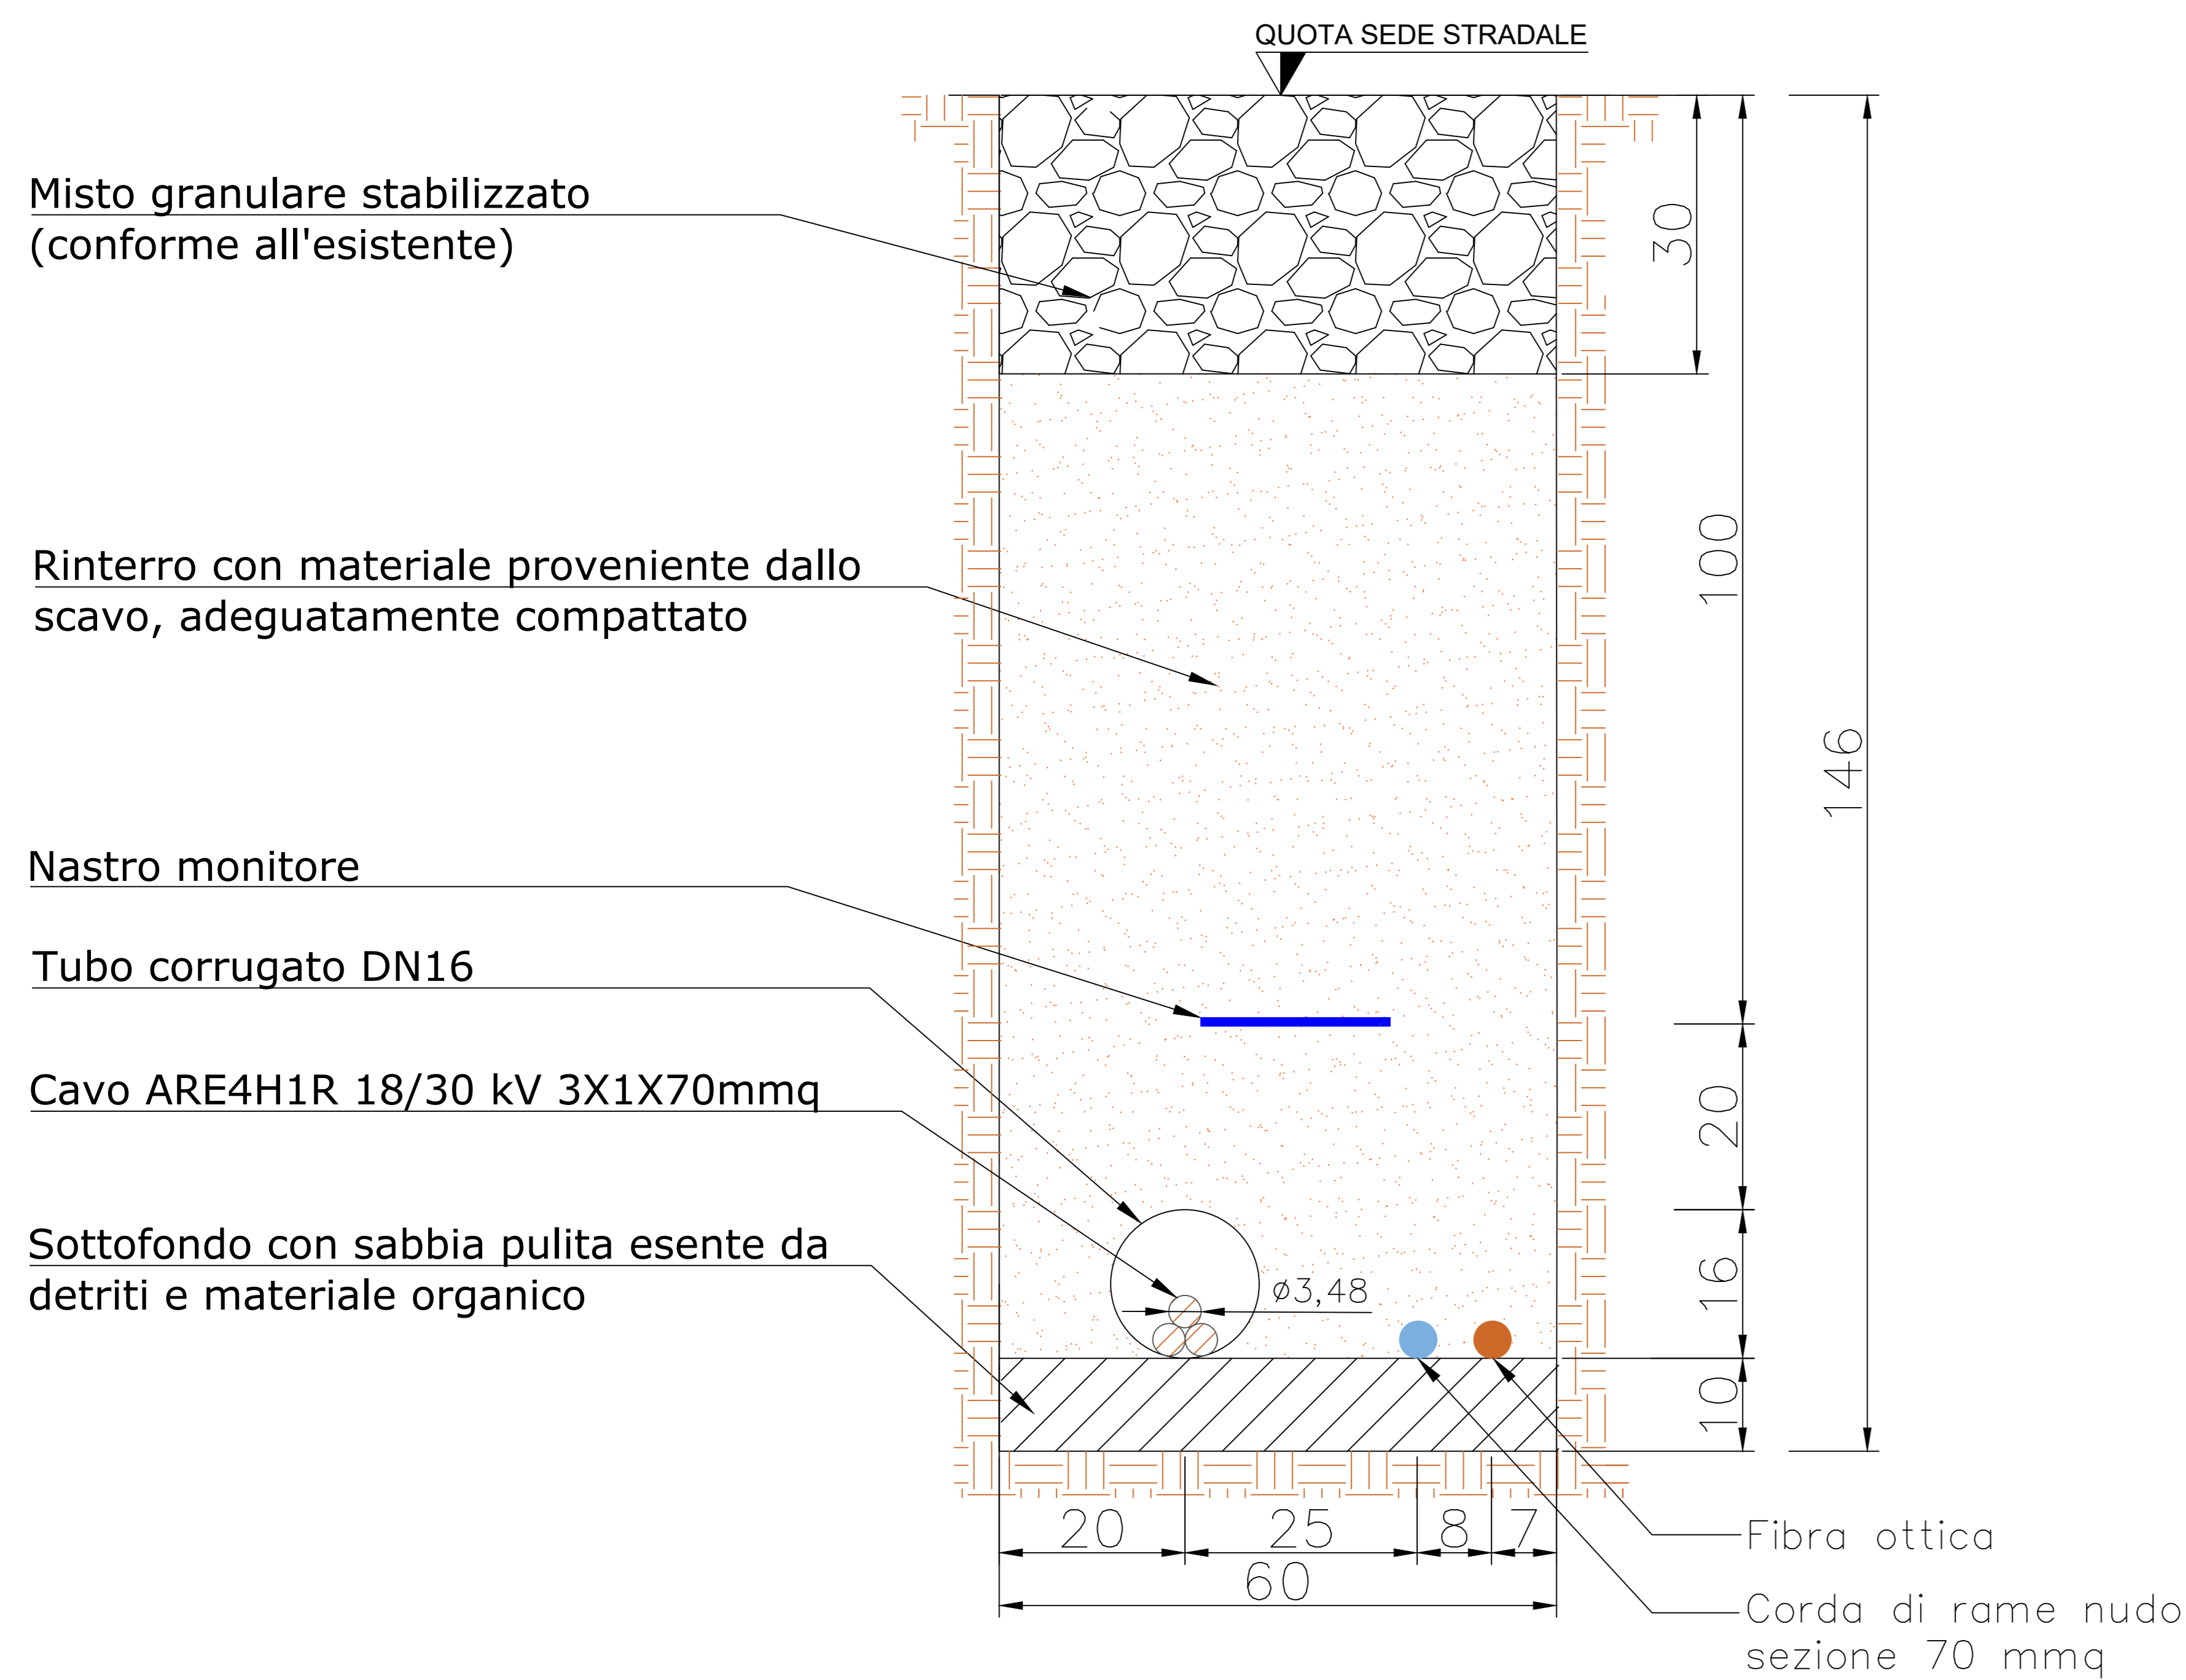 QUOTA SEDE STRADALE
Misto granulare stabilizzato
(conforme all'esistente)
30
Rinterro con materiale proveniente dallo
scavo, adeguatamente compattato
100
146
Nastro monitore
Tubo corrugato DN16
Cavo ARE4H1R 18/30 kV 3X1X70mmq
20
Sottofondo con sabbia pulita esente da
detriti e materiale organico
ø3,48
16
10
20 25 8 7
60
Fibra ottica
Corda di rame nudo
sezione 70 mmq